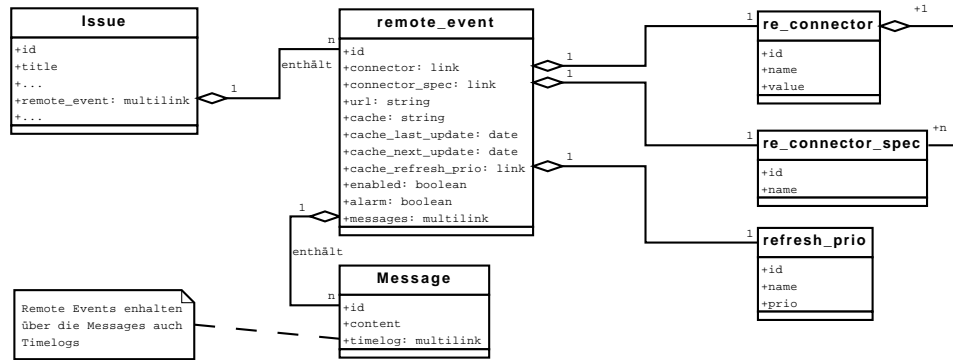 Issue
+id
+title
+...
+remote_event: multilink
+...
1
n
enthält
remote_event
+id
+connector: link
+connector_spec: link
+url: string
+cache: string
+cache_last_update: date
+cache_next_update: date
+cache_refresh_prio: link
+enabled: boolean
+alarm: boolean
+messages: multilink
1
1
1
1
1
1
re_connector
+id
+name
+value
+1
re_connector_spec
+id
+name
+n
refresh_prio
+id
+name
+prio
1
enthält
n
Message
+id
+content
+timelog: multilink
Remote Events enhalten
über die Messages auch
Timelogs